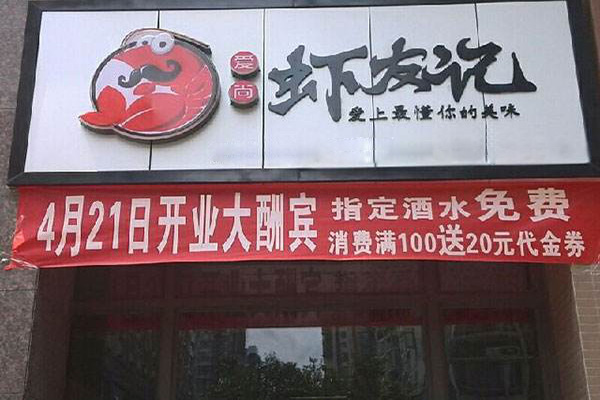 爱尚
虾友记
爱上最懂你的美味
4月21日开业大酬宾
指定酒水免费
消费满100送20元代金券